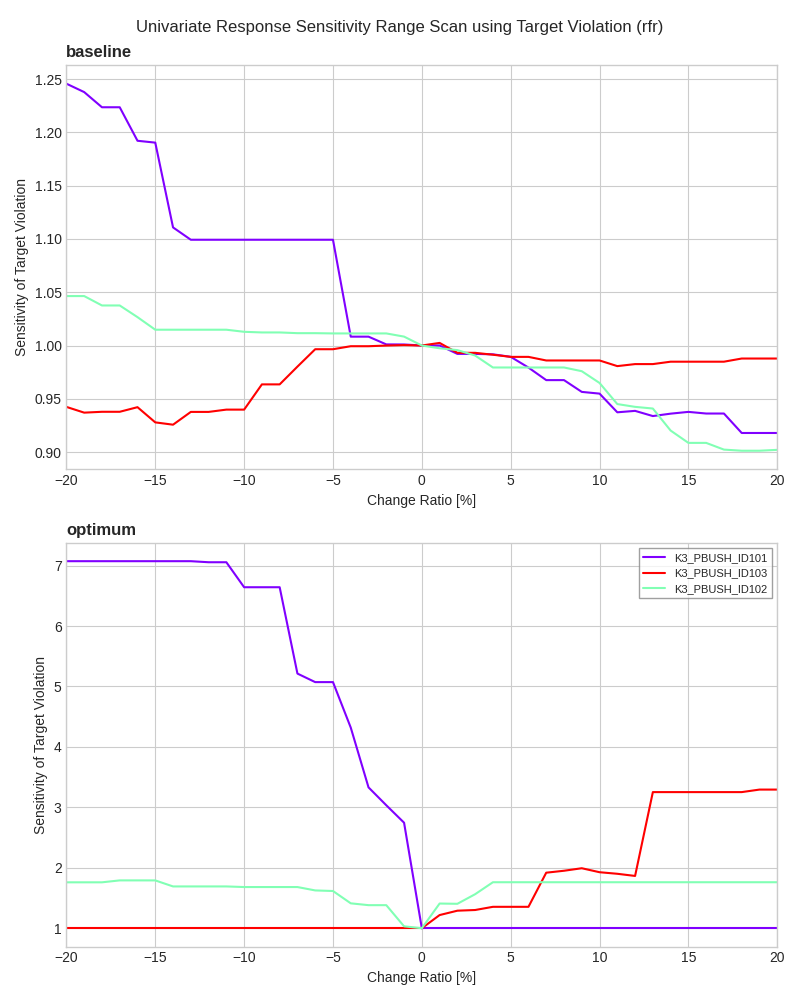 Univariate Response Sensitivity Range Scan using Target Violation (rfr)
baseline
Sensitivity of Target Violation
1.25
1.20
1.15
1.10
1.05
1.00
0.95
0.90
−20 −15 −10 −5 0 5 10 15 20
Change Ratio [%]
optimum
Sensitivity of Target Violation
7
6
5
4
3
2
1
K3_PBUSH_ID101
K3_PBUSH_ID103
K3_PBUSH_ID102
−20 −15 −10 −5 0 5 10 15 20
Change Ratio [%]